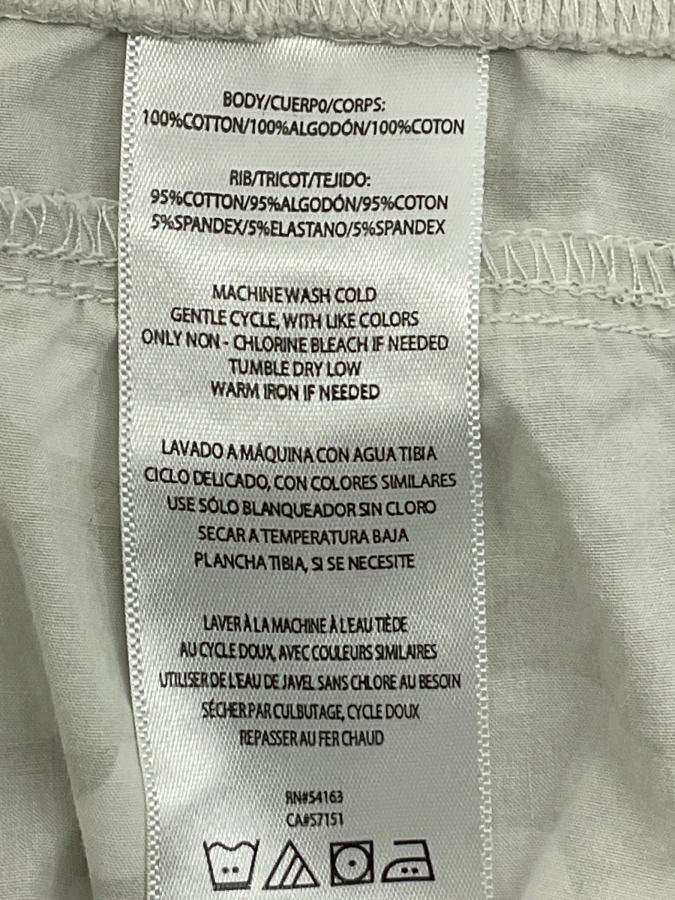 BODY/CUERPO/CORPS:
100%COTTON/100%ALGODÓN/100%COTON
RIB/TRICOT/TEJIDO:
95%COTTON/95%ALGODÓN/95%COTON
5%SPANDEX/5%ELASTANO/5%SPANDEX
MACHINE WASH COLD
GENTLE CYCLE, WITH LIKE COLORS
ONLY NON - CHLORINE BLEACH IF NEEDED
TUMBLE DRY LOW
WARM IRON IF NEEDED
LAVADO A MÁQUINA CON AGUA TIBIA
CICLO DELICADO, CON COLORES SIMILARES
USE SÓLO BLANQUEADOR SIN CLORO
SECAR A TEMPERATURA BAJA
PLANCHA TIBIA, SI SE NECESITE
LAVER À LA MACHINE À L'EAU TIÈDE
AU CYCLE DOUX, AVEC COULEURS SIMILAIRES
UTILISER DE L'EAU DE JAVEL SANS CHLORE AU BESOIN
SÉCHER PAR CULBUTAGE, CYCLE DOUX
REPASSER AU FER CHAUD
RN#54163
CA#57151